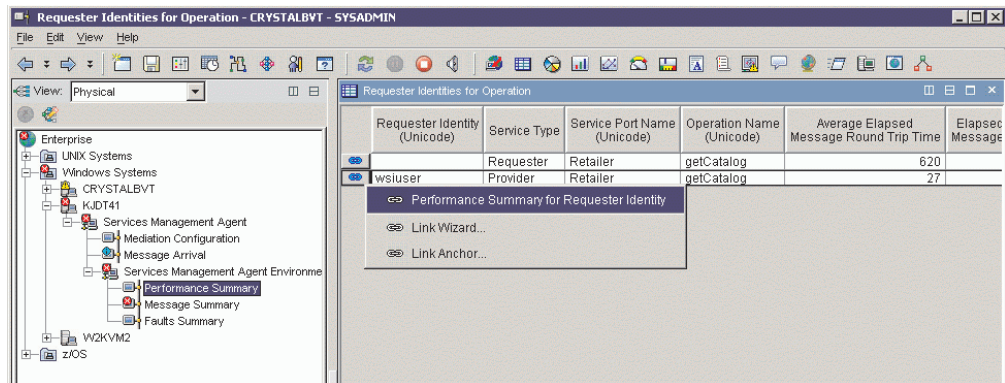 Requester Identities for Operation - CRYSTALBVT - SYSADMIN
File Edit View Help
View: Physical
Enterprise
UNIX Systems
Windows Systems
CRYSTALBVT
KJDT41
Services Management Agent
Mediation Configuration
Message Arrival
Services Management Agent Environme
Performance Summary
Message Summary
Faults Summary
W2KVM2
z/OS
Requester Identities for Operation
Requester Identity (Unicode) Service Type Service Port Name (Unicode) Operation Name (Unicode) Average Elapsed Message Round Trip Time Elapsed Message
Requester Retailer getCatalog 620
wsiuser Provider Retailer getCatalog 27
Performance Summary for Requester Identity
Link Wizard...
Link Anchor...